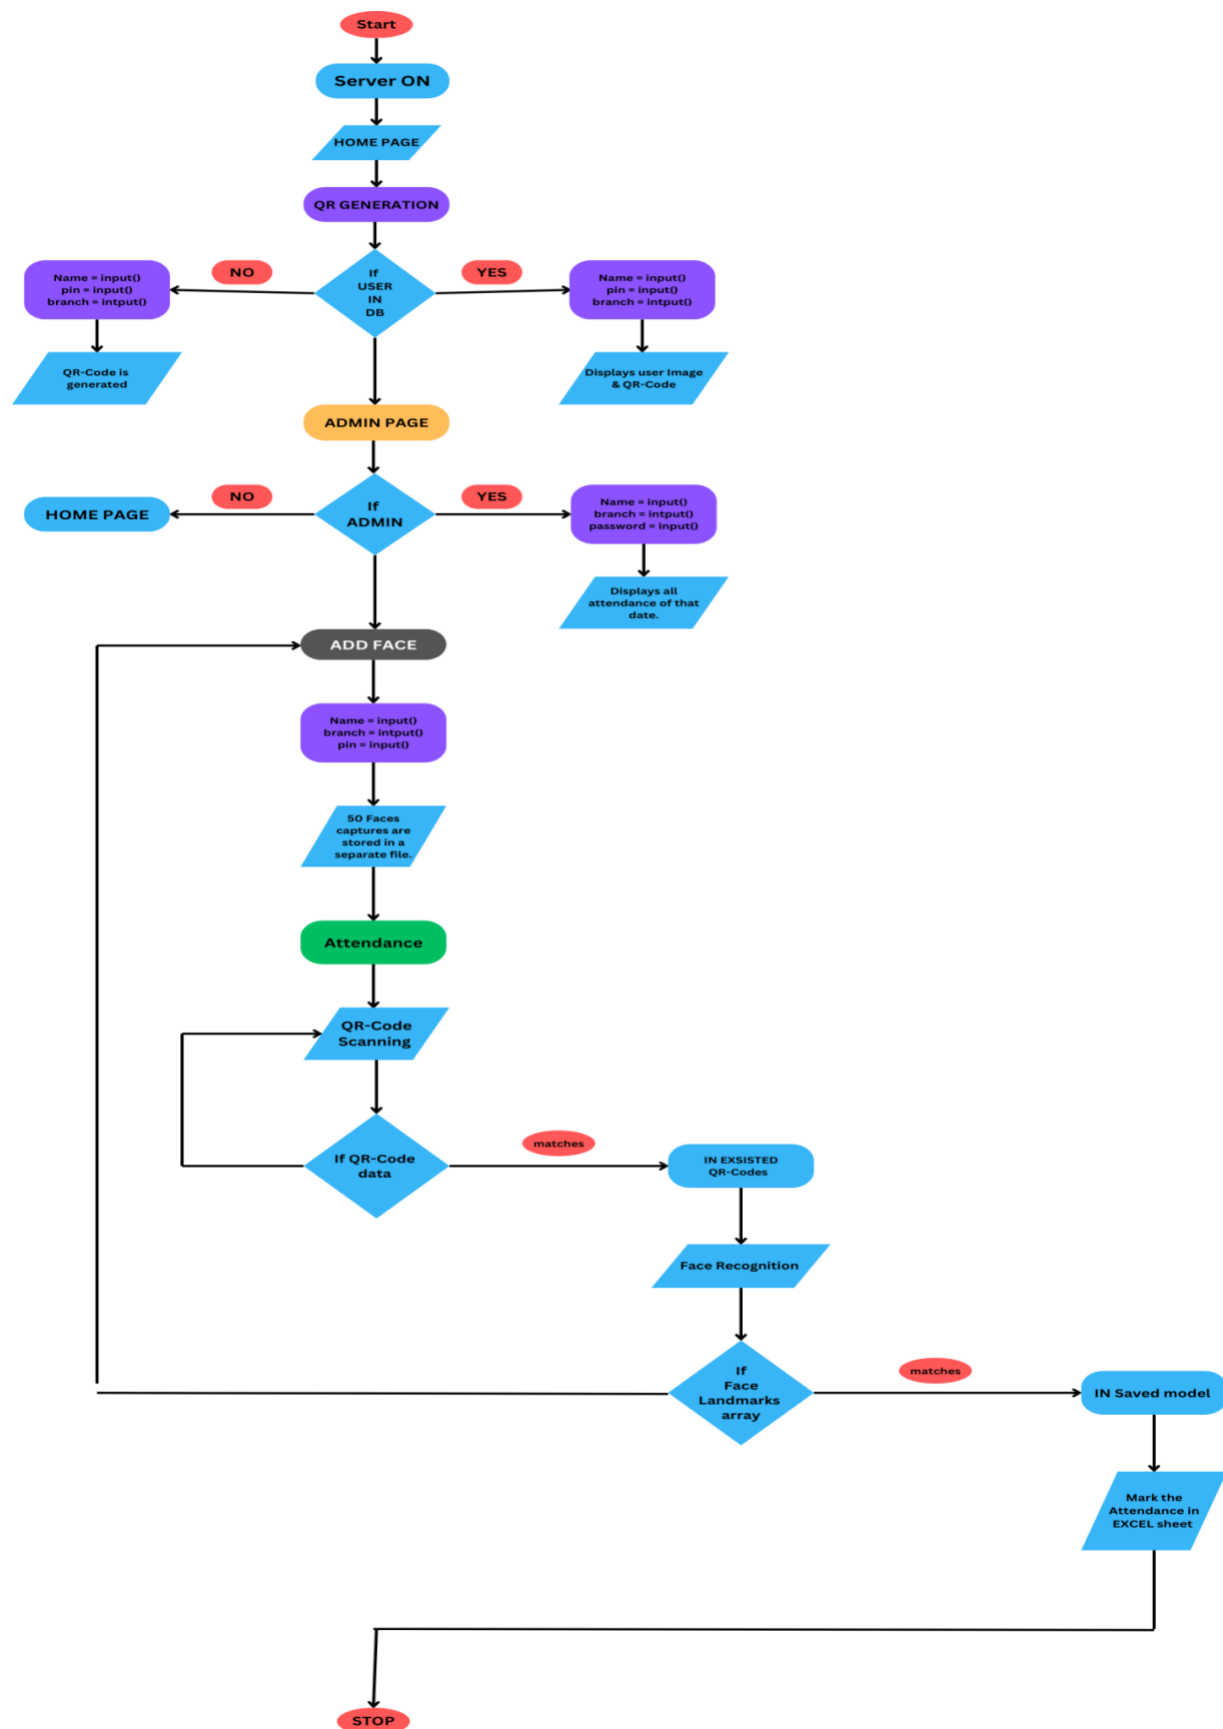 Start
Server ON
HOME PAGE
QR GENERATION
NO
YES
Name = input()
pin = input()
branch = intput()
If
USER
IN
DB
Name = input()
pin = input()
branch = intput()
QR-Code is
generated
Displays user Image
& QR-Code
ADMIN PAGE
NO
YES
HOME PAGE
If
ADMIN
Name = input()
branch = intput()
password = input()
Displays all
attendance of that
date.
ADD FACE
Name = input()
branch = intput()
pin = input()
50 Faces
captures are
stored in a
separate file.
Attendance
QR-Code
Scanning
If QR-Code
data
matches
IN EXSISTED
QR-Codes
Face Recognition
If
Face
Landmarks
array
matches
IN Saved model
Mark the
Attendance in
EXCEL sheet
STOP